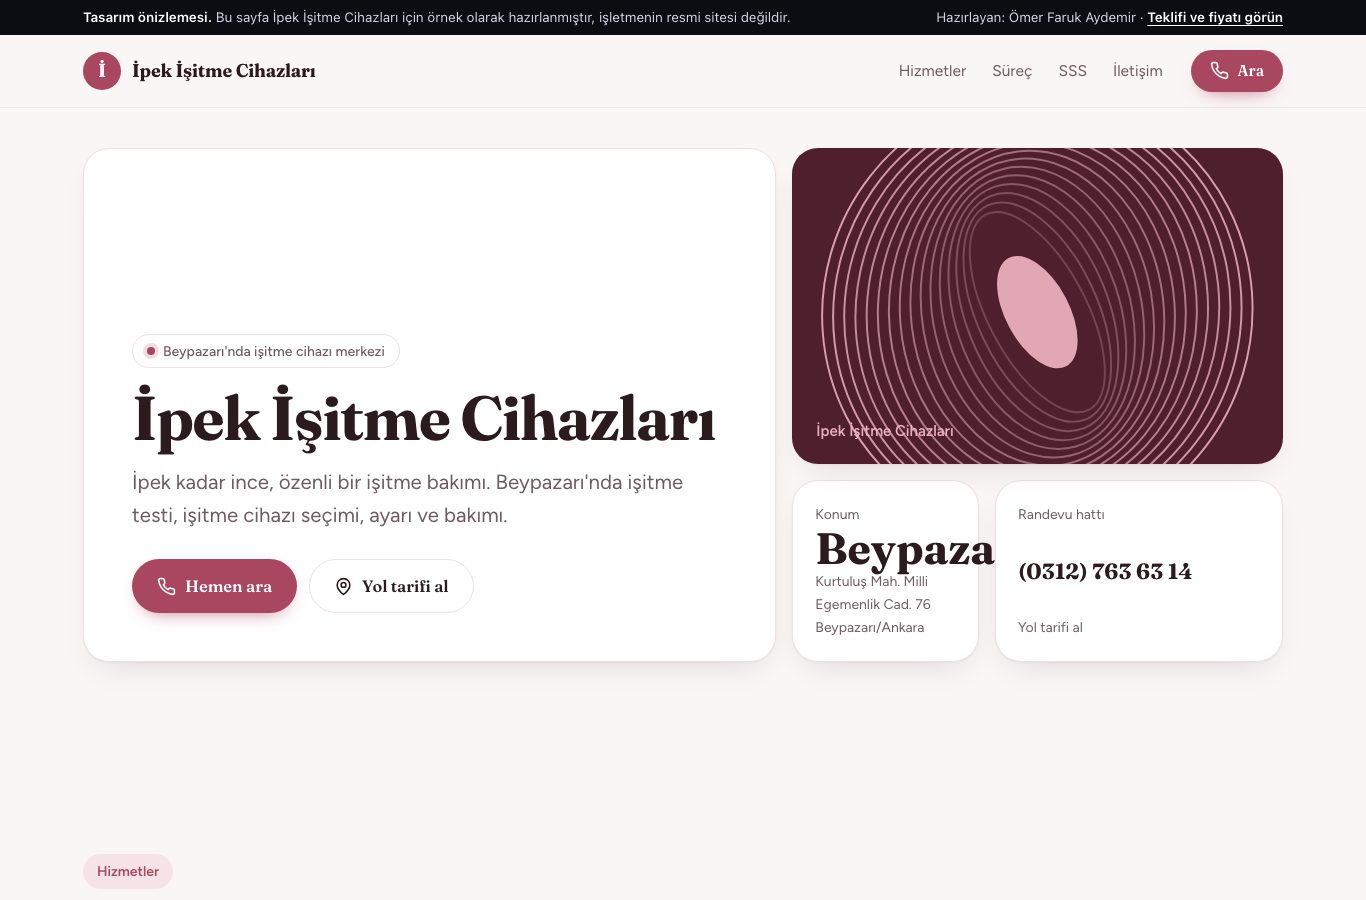 Tasarım önizlemesi. Bu sayfa İpek İşitme Cihazları için örnek olarak hazırlanmıştır, işletmenin resmi sitesi değildir.
Hazırlayan: Ömer Faruk Aydemir · Teklifi ve fiyatı görün
İ
İpek İşitme Cihazları
Hizmetler
Süreç
SSS
İletişim
Ara
Beypazarı'nda işitme cihazı merkezi
İpek İşitme Cihazları
İpek kadar ince, özenli bir işitme bakımı. Beypazarı'nda işitme
testi, işitme cihazı seçimi, ayarı ve bakımı.
Hemen ara
Yol tarifi al
İpek İşitme Cihazları
Konum
Beypaza
Kurtuluş Mah. Milli
Egemenlik Cad. 76
Beypazarı/Ankara
Randevu hattı
(0312) 763 63 14
Yol tarifi al
Hizmetler